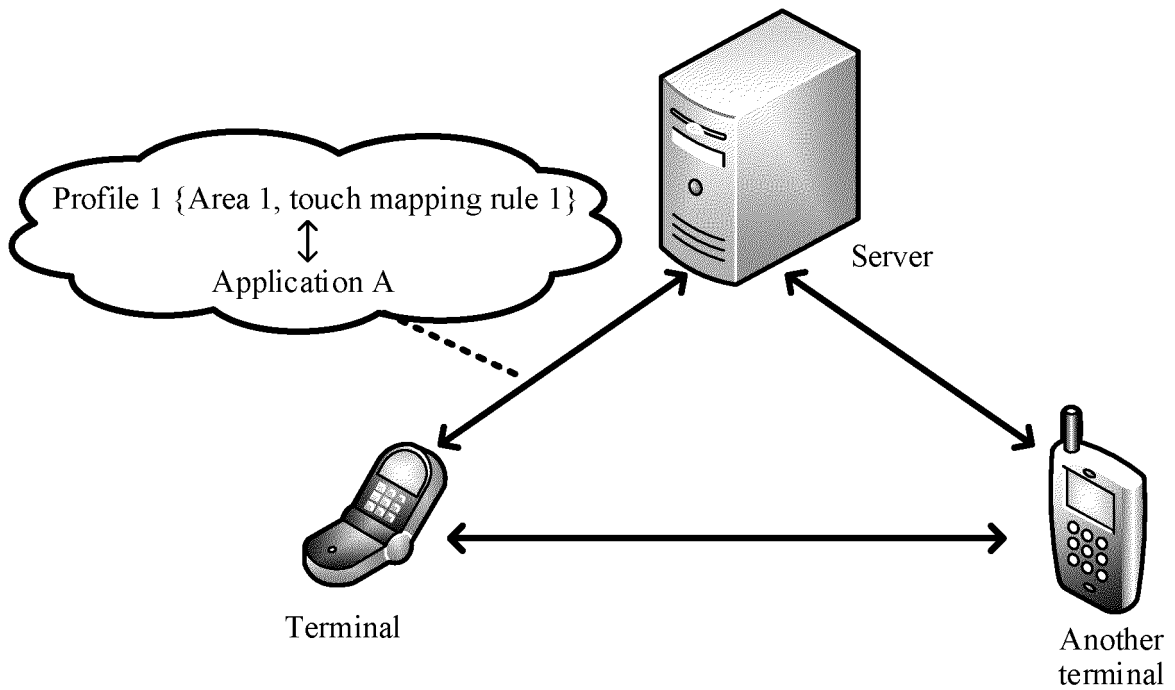 Profile 1 {Area 1, touch mapping rule 1}
Application A
Server
Terminal
Another
terminal